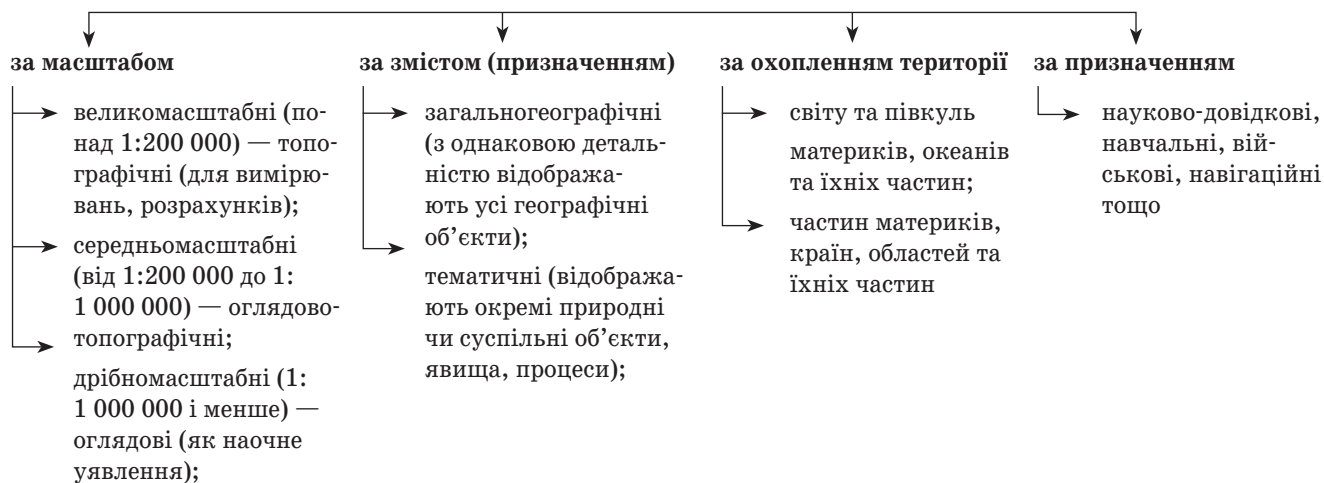 за масштабом
великомасштабні (по-
над 1:200 000) — топо-
графічні (для вимірю-
вань, розрахунків);
середньомасштабні
(від 1:200 000 до 1:
1 000 000) — оглядово-
топографічні;
дрібномасштабні (1:
1 000 000 і менше) —
оглядові (як наочне
уявлення);
за змістом (призначенням)
загальногеографічні
(з однаковою деталь-
ністю відобража-
ють усі географічні
об’єкти);
тематичні (відобража-
ють окремі природні
чи суспільні об’єкти,
явища, процеси);
за охопленням території
світу та півкуль
материків, океанів
та їхніх частин;
частин материків,
країн, областей та
їхніх частин
за призначенням
науково-довідкові,
навчальні, вій-
ськові, навігаційні
тощо